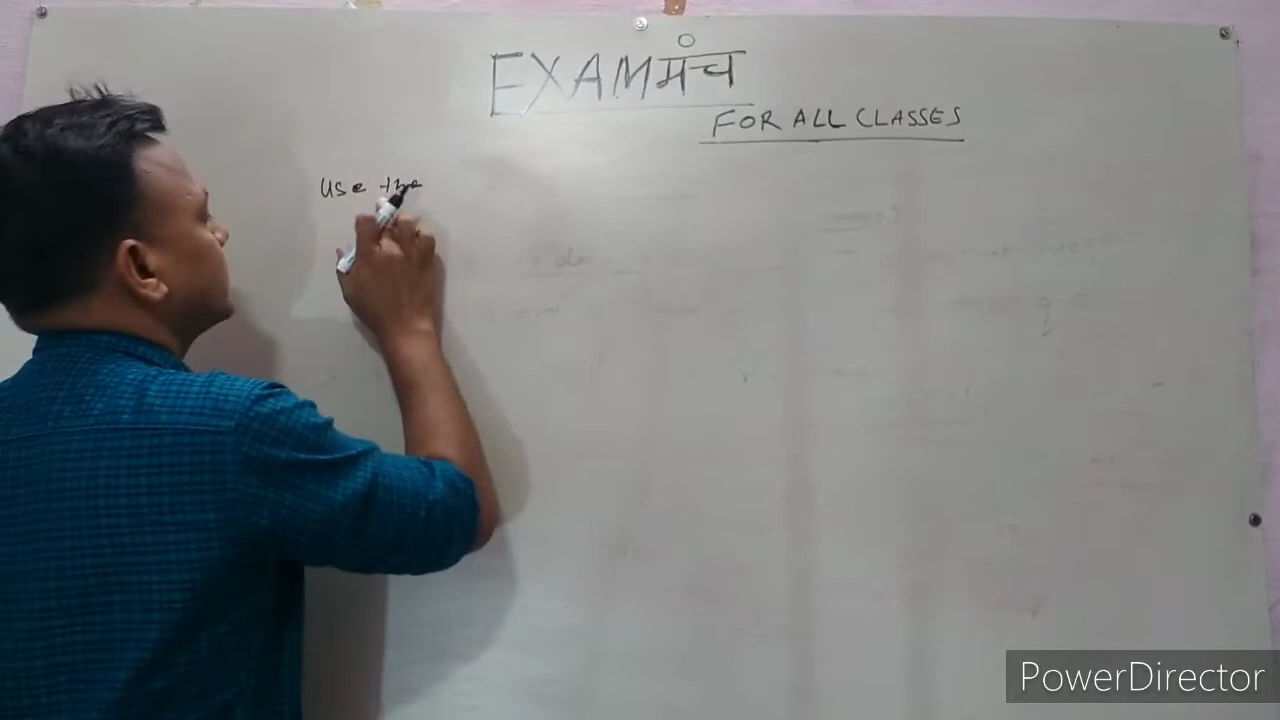 EXAMमंच
FOR ALL CLASSES
use the
PowerDirector